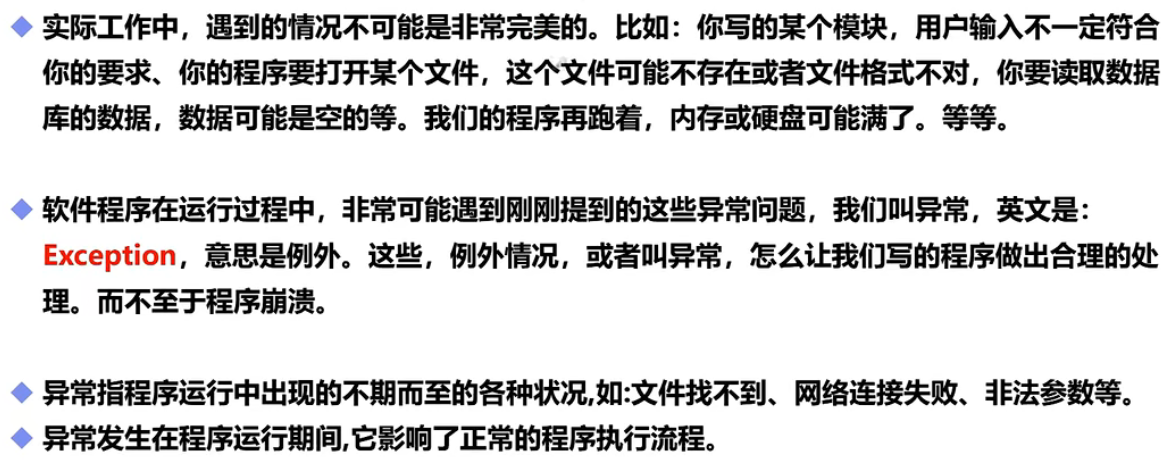 实际工作中，遇到的情况不可能是非常完美的。比如：你写的某个模块，用户输入不一定符合
你的要求、你的程序要打开某个文件，这个文件可能不存在或者文件格式不对，你要读取数据
库的数据，数据可能是空的等。我们的程序再跑着，内存或硬盘可能满了。等等。
软件程序在运行过程中，非常可能遇到刚刚提到的这些异常问题，我们叫异常，英文是：
Exception，意思是例外。这些，例外情况，或者叫异常，怎么让我们写的程序做出合理的处
理。而不至于程序崩溃。
异常指程序运行中出现的不期而至的各种状况,如:文件找不到、网络连接失败、非法参数等。
异常发生在程序运行期间,它影响了正常的程序执行流程。